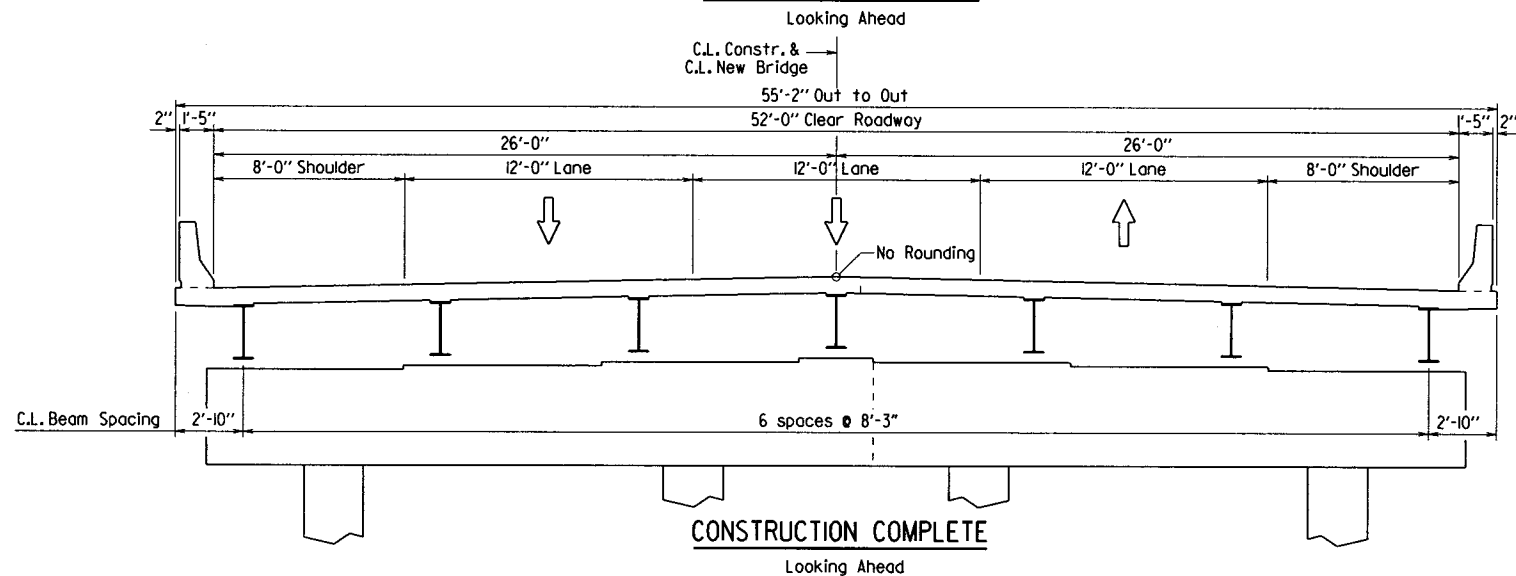 Looking Ahead
C.L. Constr. &
C.L. New Bridge
55'-2" Out to Out
2" 1'-5" 52'-0" Clear Roadway 1'-5" 2"
26'-0" 26'-0"
8'-0" Shoulder 12'-0" Lane 12'-0" Lane 12'-0" Lane 8'-0" Shoulder
No Rounding
C.L. Beam Spacing 2'-10" 6 spaces @ 8'-3" 2'-10"
CONSTRUCTION COMPLETE
Looking Ahead